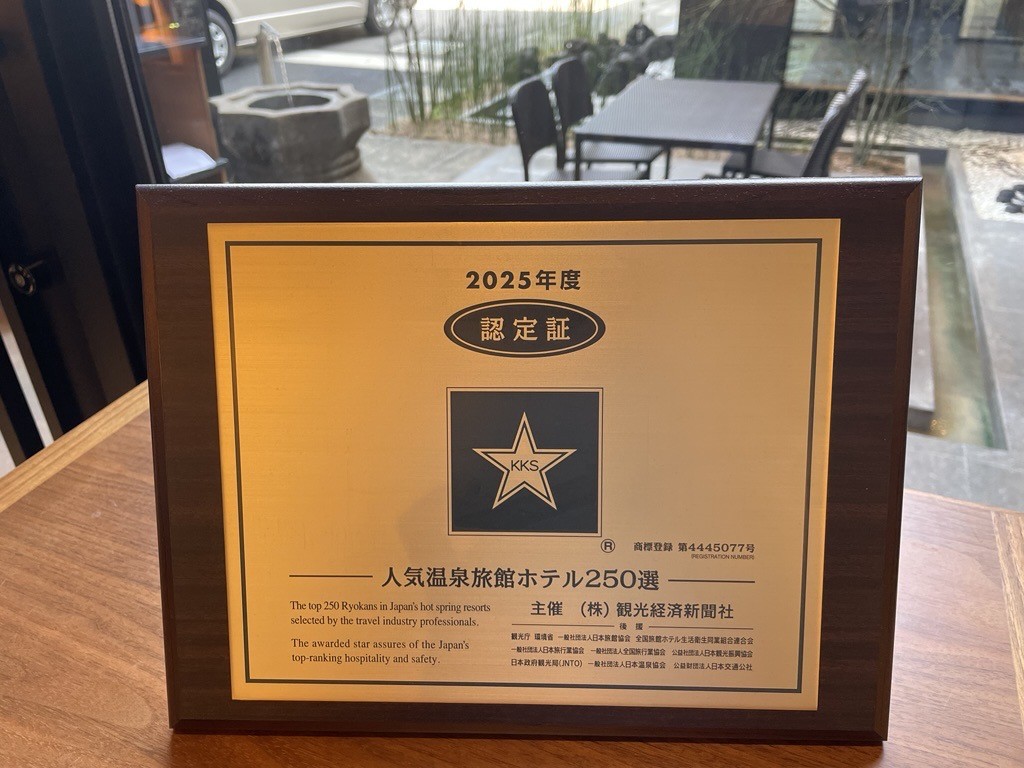 2025年度
認定証
KKS
®
商標登録 第4445077号
(REGISTRATION NUMBER)
人気温泉旅館ホテル250選
The top 250 Ryokans in Japan's hot spring resorts
selected by the travel industry professionals.
The awarded star assures of the Japan's
top-ranking hospitality and safety.
主催 (株)観光経済新聞社
後援
観光庁 環境省 一般社団法人日本旅館協会 全国旅館ホテル生活衛生同業組合連合会
一般社団法人日本旅行業協会 一般社団法人全国旅行業協会 公益社団法人日本観光振興協会
日本政府観光局(JNTO) 一般社団法人日本温泉協会 公益財団法人日本交通公社